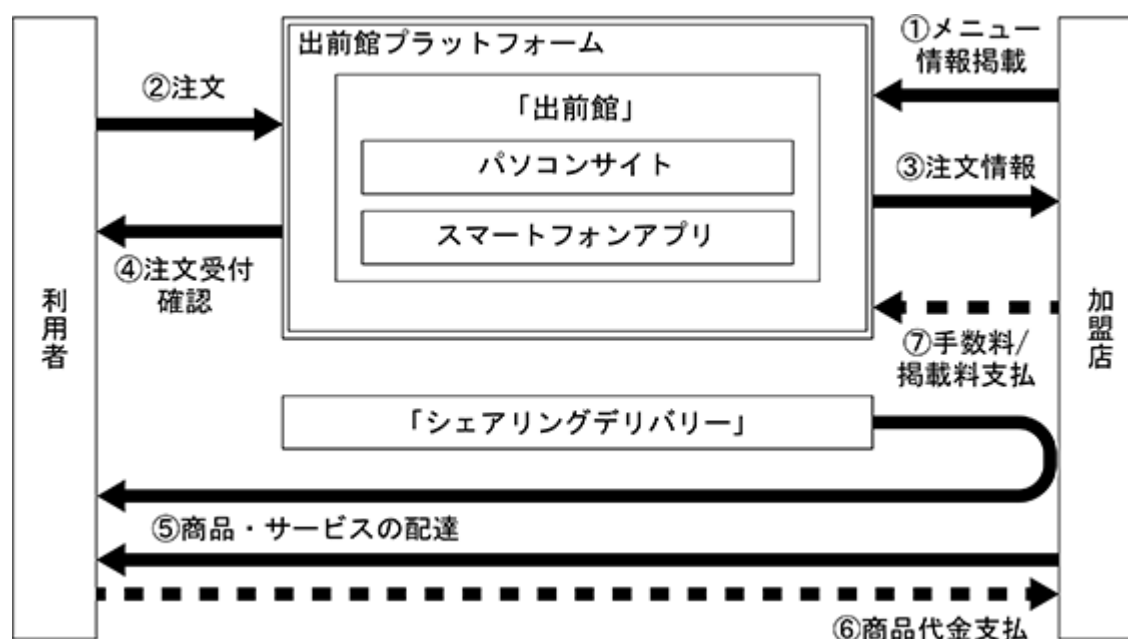 出前館プラットフォーム
①メニュー
情報掲載
②注文
「出前館」
パソコンサイト
③注文情報
スマートフォンアプリ
④注文受付
確認
利用者
加盟店
⑦手数料/
掲載料支払
「シェアリングデリバリー」
⑤商品・サービスの配達
⑥商品代金支払